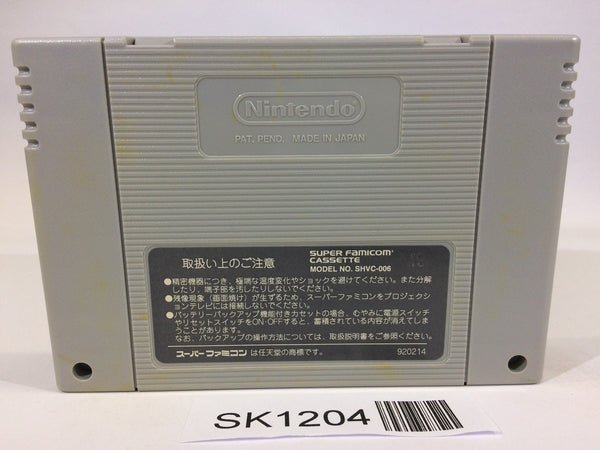 Nintendo
PAT. PEND. MADE IN JAPAN
取扱い上のご注意
SUPER FAMICOM
CASSETTE
MODEL NO. SHVC-006
●精密機器につき、極端な温度変化やショックを避けてください。また分解
したり、端子部を汚したりしないでください。
●残像現象（画面焼け）が生ずるため、スーパーファミコンをプロジェクシ
ョンテレビには接続しないでください。
●バッテリーバックアップ機能付きカセットの場合、むやみに電源スイッチ
やリセットスイッチをON・OFFすると、蓄積されている内容が消えてしま
うことがあります。
なお、バックアップの操作方法については、取扱説明書をご参照ください。
スーパーファミコン は任天堂の商標です。
920214
SK1204